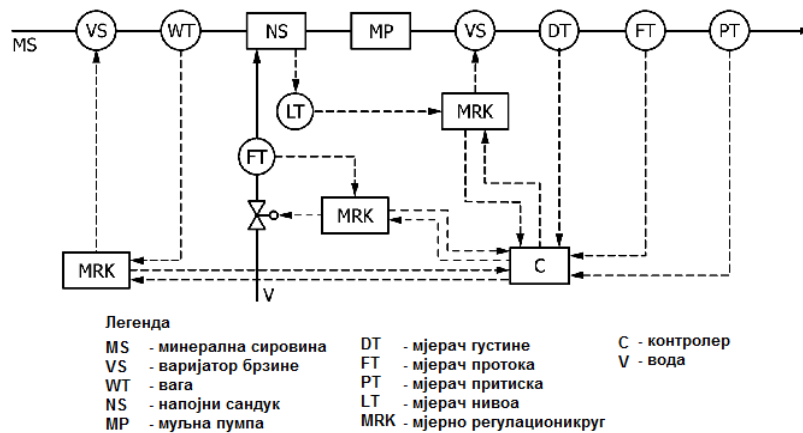 MS VS WT NS MP VS DT FT PT
LT MRK
FT
MRK
MRK C
V
Легенда
MS - минерална сировина
VS - варијатор брзине
WT - вага
NS - напојни сандук
MP - муљна пумпа
DT - мјерач густине
FT - мјерач протока
PT - мјерач притиска
LT - мјерач нивоа
MRK - мјерно регулационикруг
C - контролер
V - вода